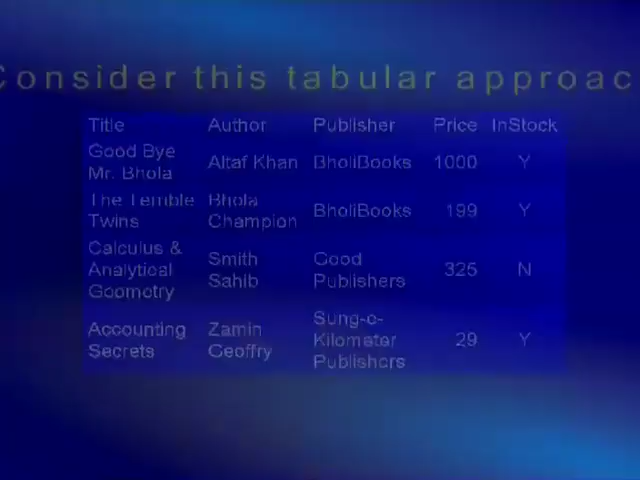 Consider this tabular approac
Title Author Publisher Price InStock
Good Bye
Mr. Bhola Altaf Khan BholiBooks 1000 Y
The Terrible
Twins Bhola
Champion BholiBooks 199 Y
Calculus &
Analytical
Geometry Smith
Sahib Good
Publishers 325 N
Accounting
Secrets Zamin
Geoffry Sung-e-
Kilometer
Publishers 29 Y